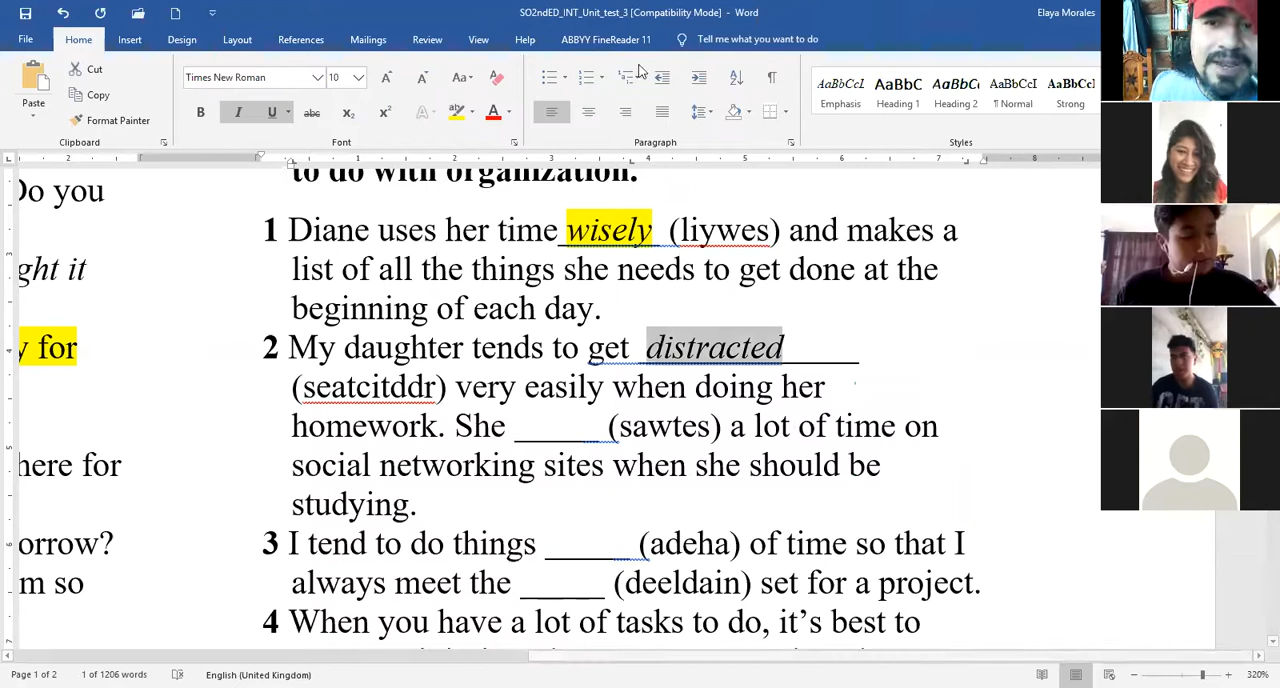 SO2ndED_INT_Unit_test_3 [Compatibility Mode] - Word
Elaya Morales
File Home Insert Design Layout References Mailings Review View Help ABBYY FineReader 11 Tell me what you want to do
Paste
Cut
Copy
Format Painter
Clipboard
Times New Roman 10
Font
Paragraph
AaBbCcL AaBbC AaBbC AaBbCcI AaBbCc
Emphasis Heading 1 Heading 2 ¶ Normal Strong
Styles
Do you
ght it
y for
here for
orrow?
m so
to do with organization.
1 Diane uses her time wisely (liywes) and makes a
list of all the things she needs to get done at the
beginning of each day.
2 My daughter tends to get distracted______
(seatcitddr) very easily when doing her
homework. She ______ (sawtes) a lot of time on
social networking sites when she should be
studying.
3 I tend to do things ______ (adeha) of time so that I
always meet the ______ (deeldain) set for a project.
4 When you have a lot of tasks to do, it's best to
Page 1 of 2 1 of 1206 words English (United Kingdom) 320%